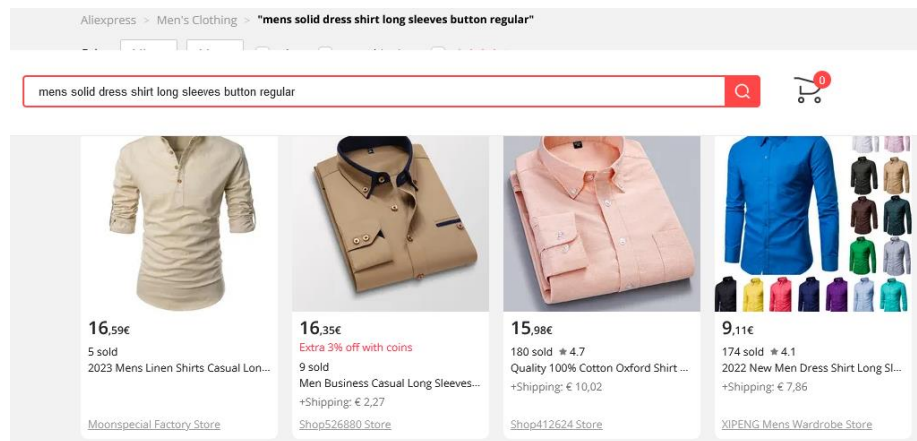 Aliexpress > Men's Clothing > "mens solid dress shirt long sleeves button regular"
mens solid dress shirt long sleeves button regular
0
16,59€
5 sold
2023 Mens Linen Shirts Casual Lon...
Moonspecial Factory Store
16,35€
Extra 3% off with coins
9 sold
Men Business Casual Long Sleeves...
+Shipping: € 2,27
Shop526880 Store
15,98€
180 sold ★ 4.7
Quality 100% Cotton Oxford Shirt ...
+Shipping: € 10,02
Shop412624 Store
9,11€
174 sold ★ 4.1
2022 New Men Dress Shirt Long Sl...
+Shipping: € 7,86
XIPENG Mens Wardrobe Store